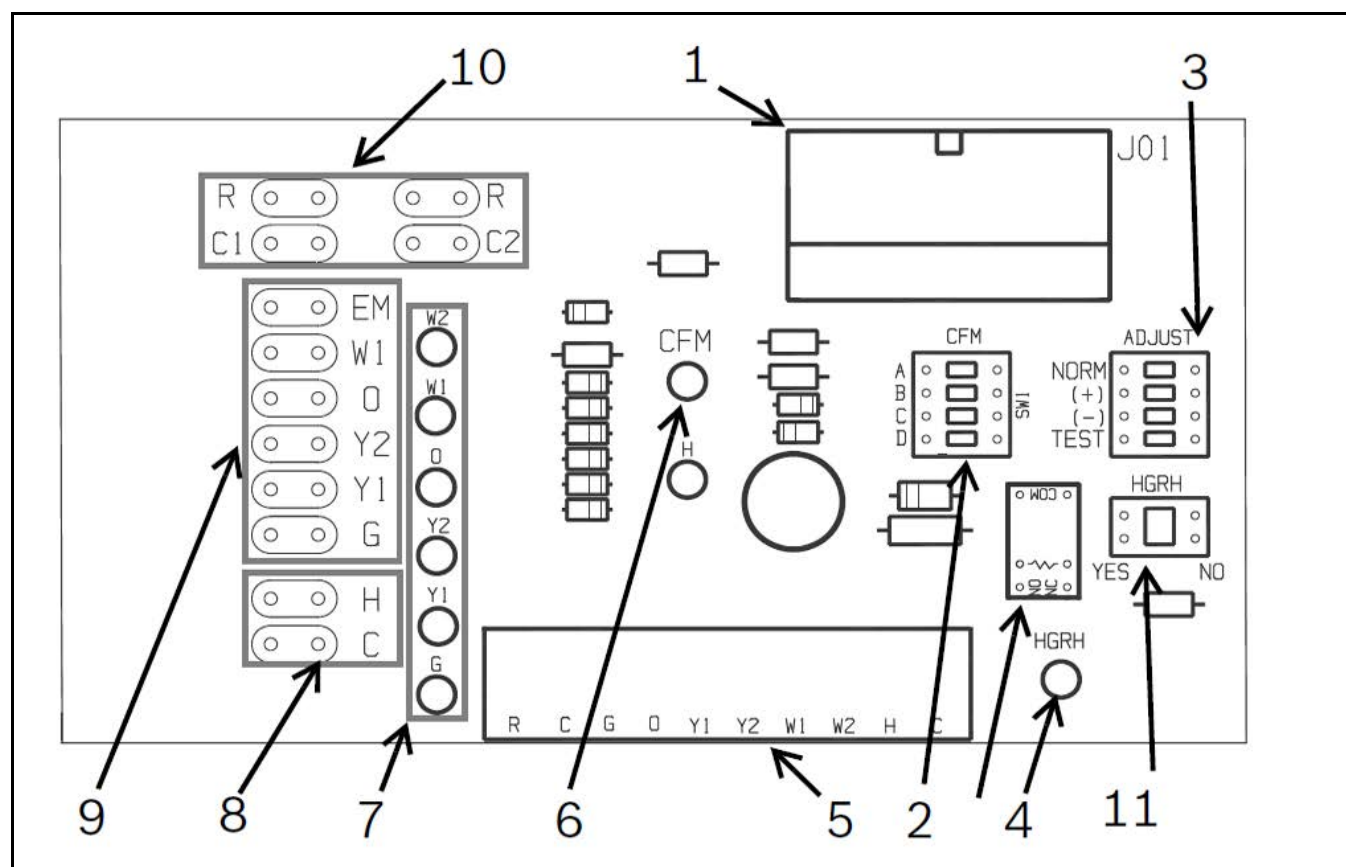 10
1
3
J01
R R
C1 C2
EM
W1
O
Y2
Y1
G
H
C
W2
W1
O
Y2
Y1
G
CFM
H
CFM
A
B
C
D
SW1
ADJUST
NORM
(+)
(-)
TEST
COM
NO
NC
HGRH
YES NO
HGRH
R C G O Y1 Y2 W1 W2 H C
9
8
7
6
5
2
4
11